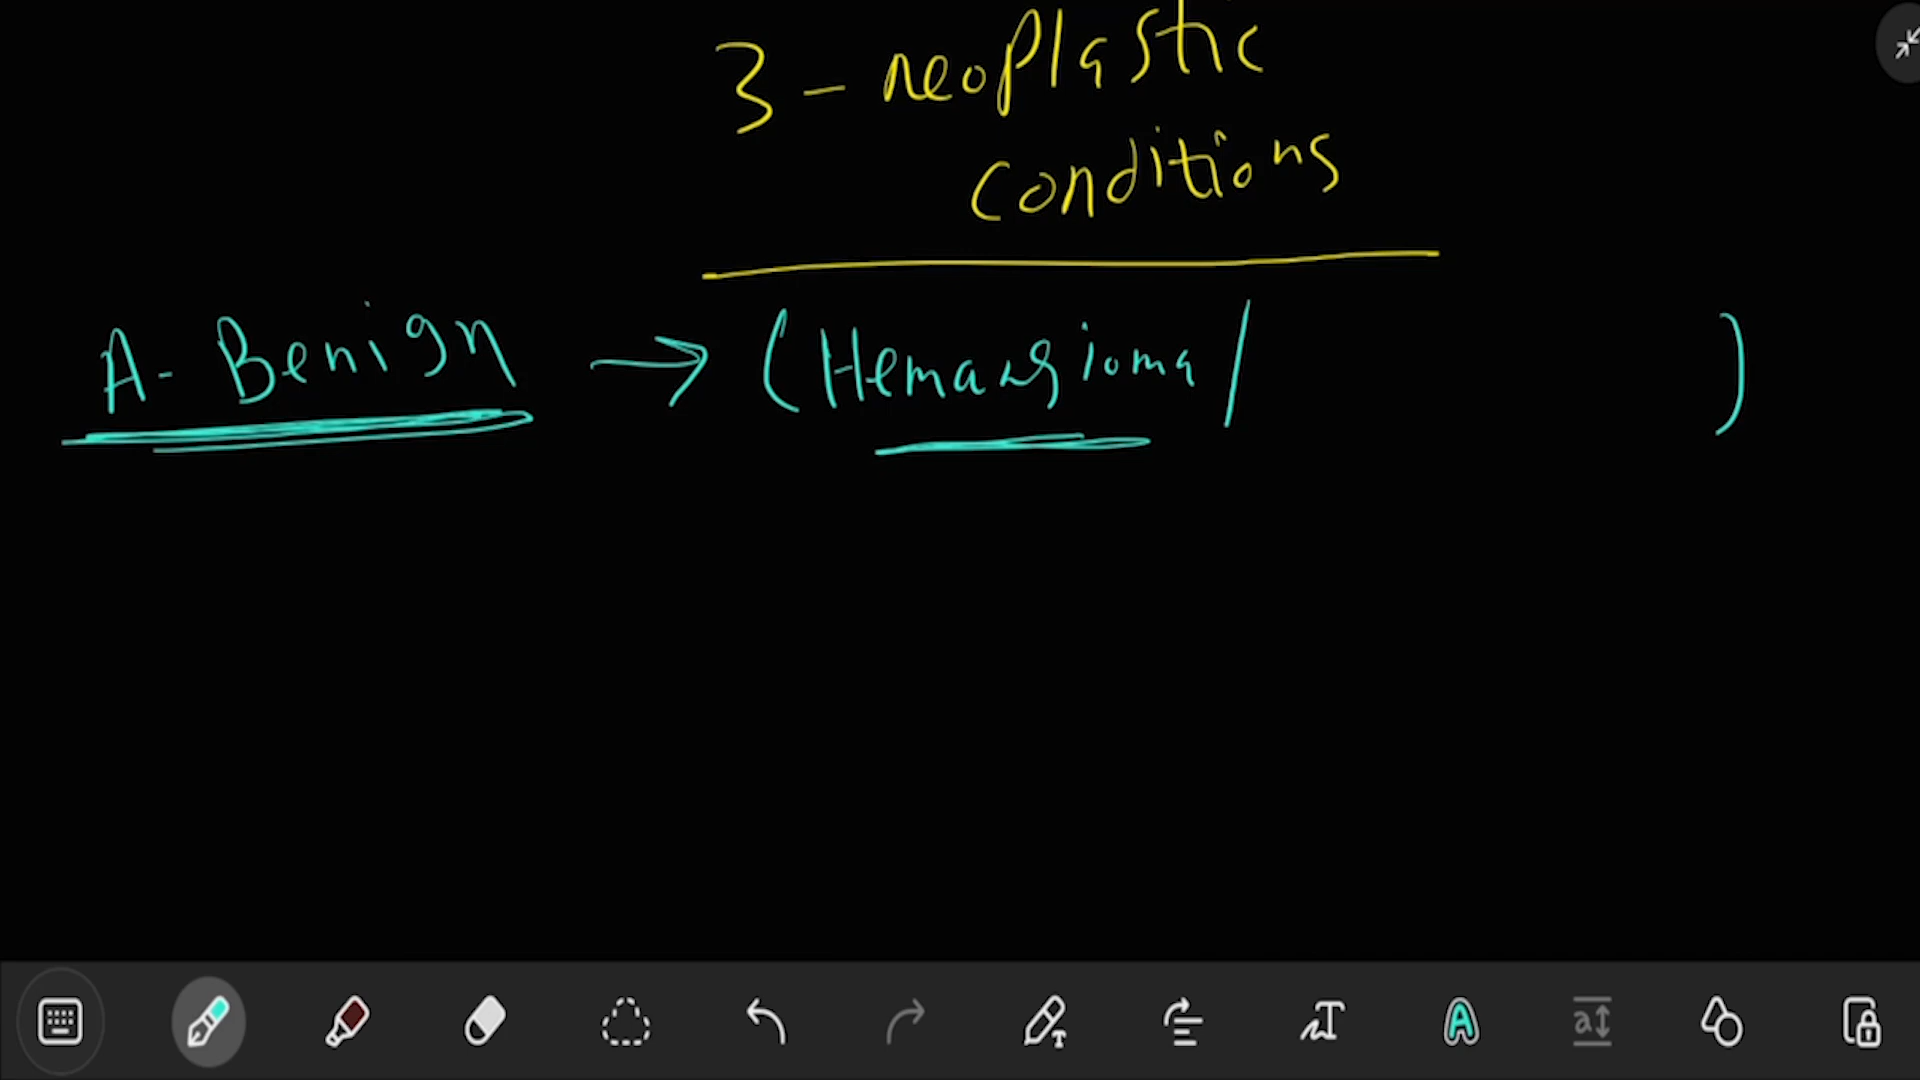 3 - neoplastic
conditions
A- Benign → (Hemangioma/ )